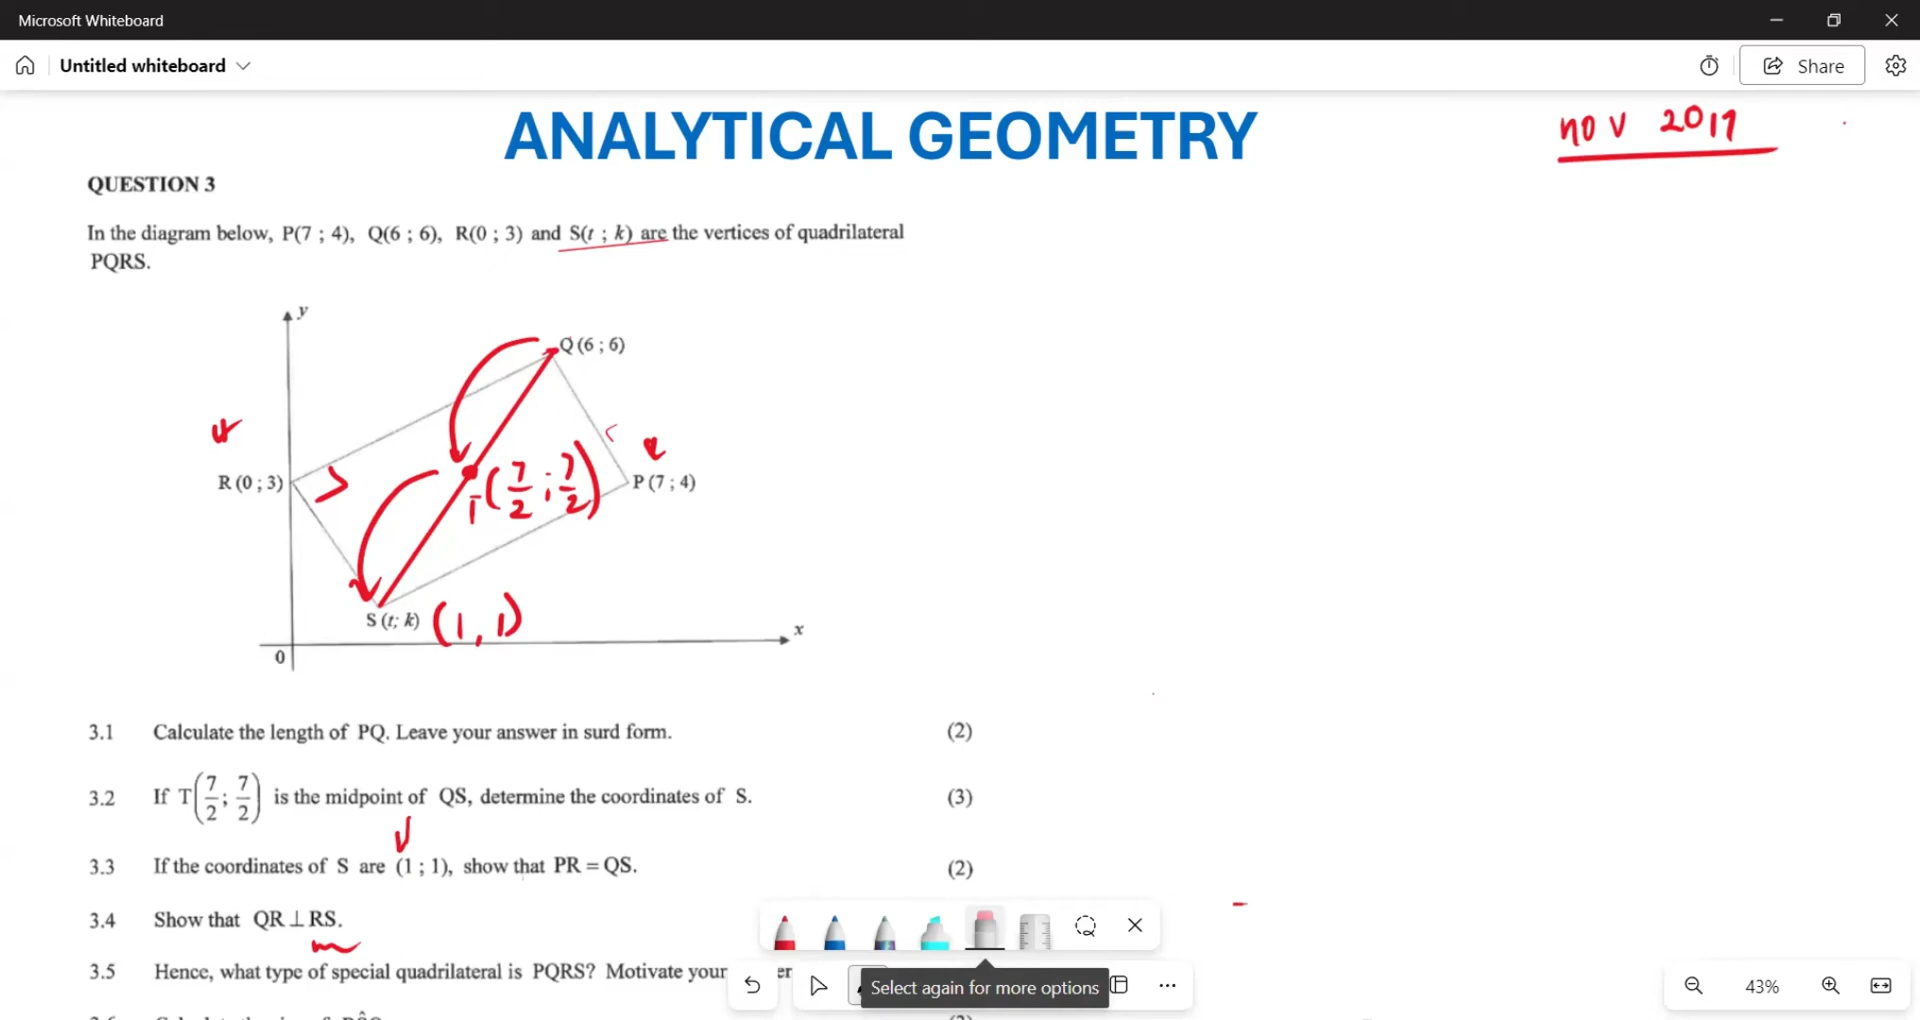 Microsoft Whiteboard
Untitled whiteboard
Share
ANALYTICAL GEOMETRY
nov 2017
QUESTION 3
In the diagram below, P(7 ; 4), Q(6 ; 6), R(0 ; 3) and S(t ; k) are the vertices of quadrilateral
PQRS.
y
Q (6 ; 6)
R (0 ; 3)
T(7/2 ; 7/2)
P (7 ; 4)
S (t; k) (1, 1)
x
0
3.1 Calculate the length of PQ. Leave your answer in surd form. (2)
3.2 If T(7/2 ; 7/2) is the midpoint of QS, determine the coordinates of S. (3)
3.3 If the coordinates of S are (1 ; 1), show that PR = QS. (2)
3.4 Show that QR ⊥ RS.
3.5 Hence, what type of special quadrilateral is PQRS? Motivate your
Select again for more options
43%